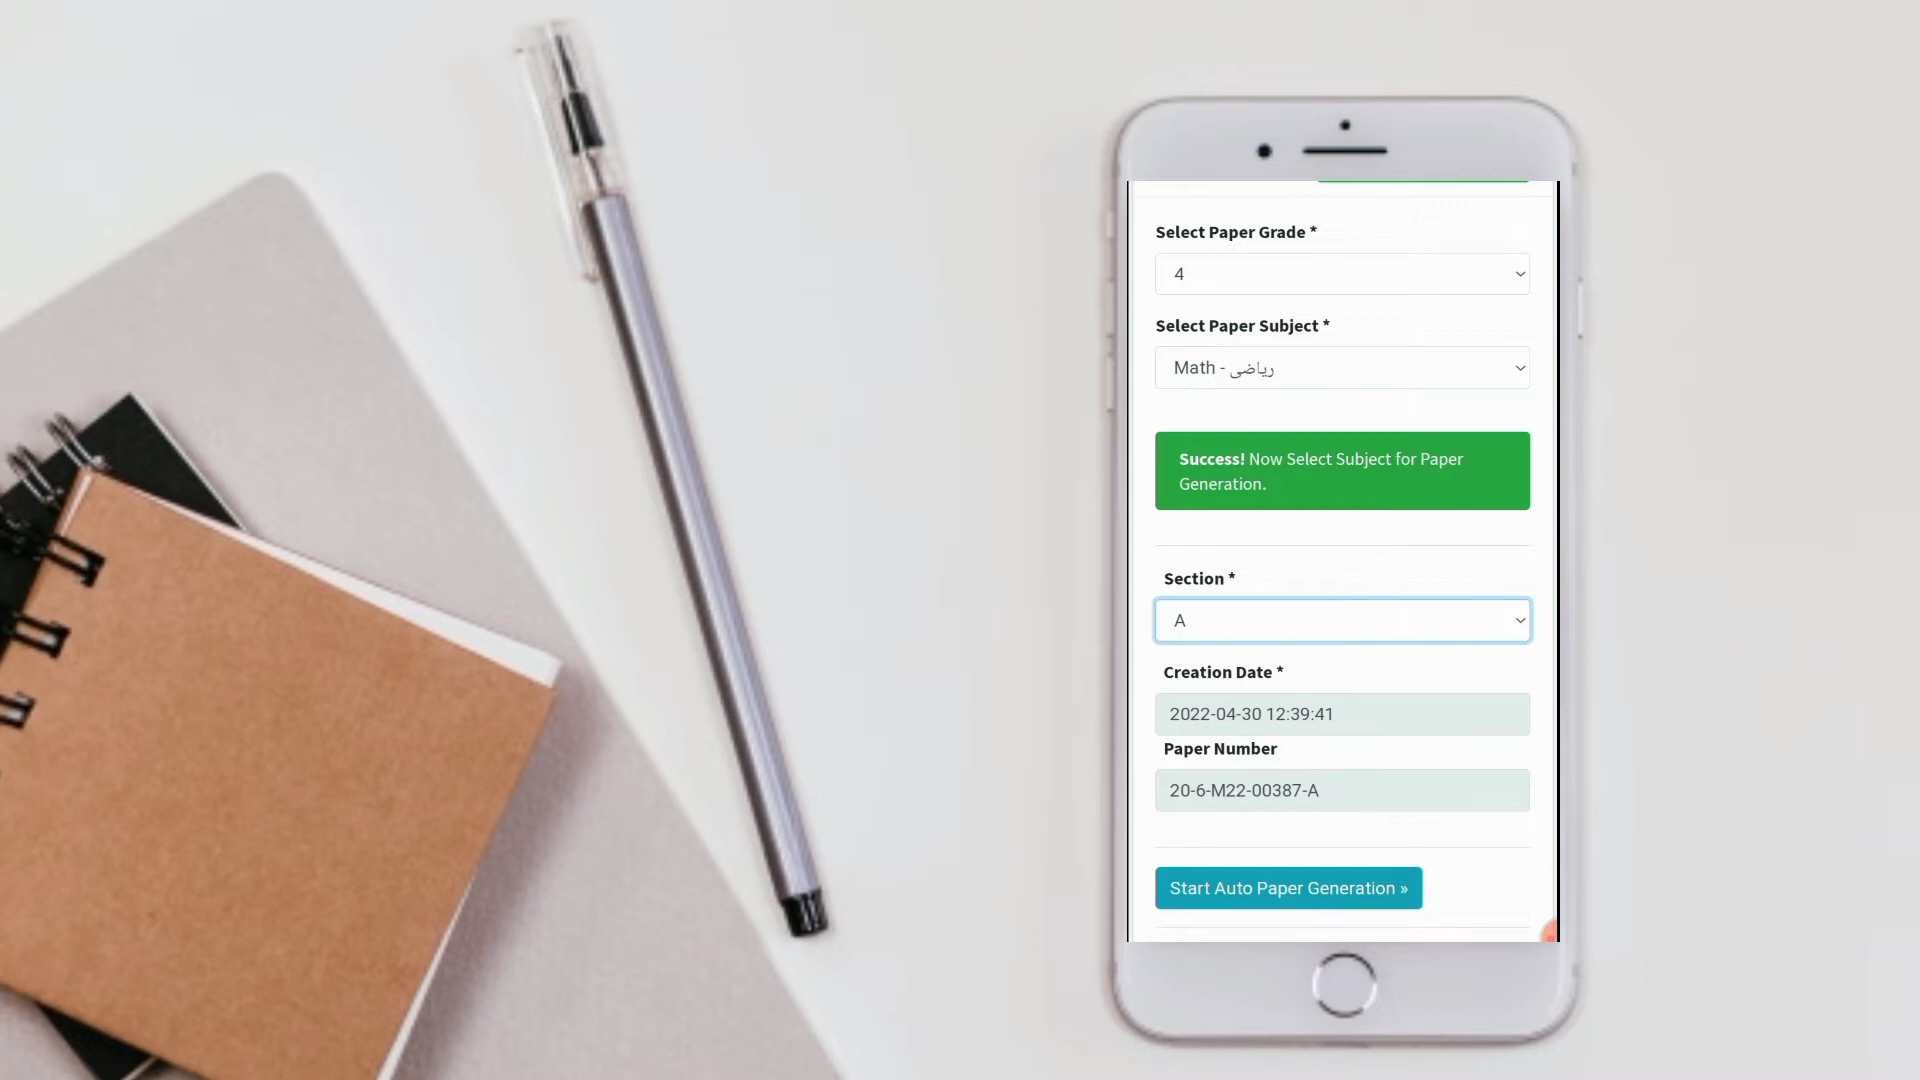 Select Paper Grade *
4
Select Paper Subject *
Math - ریاضی
Success! Now Select Subject for Paper
Generation.
Section *
A
Creation Date *
2022-04-30 12:39:41
Paper Number
20-6-M22-00387-A
Start Auto Paper Generation »